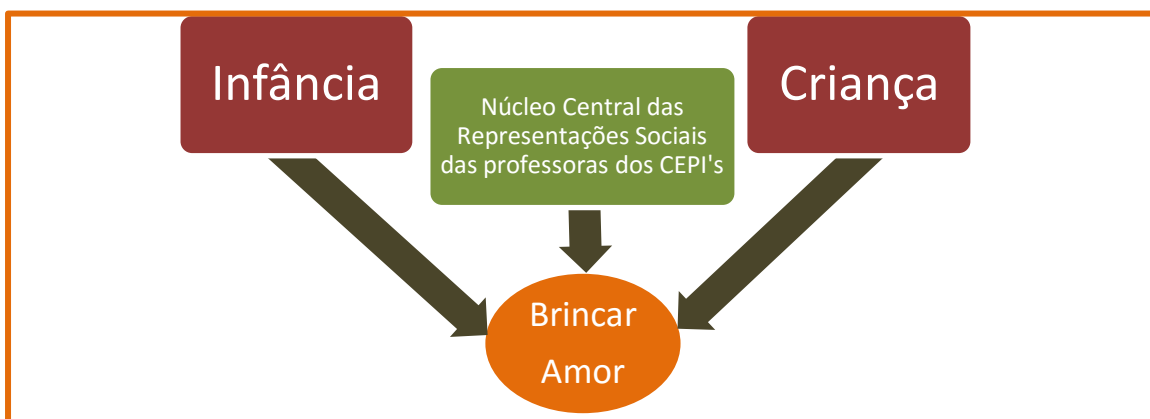 Infância
Núcleo Central das
Representações Sociais
das professoras dos CEPI's
Criança
Brincar
Amor